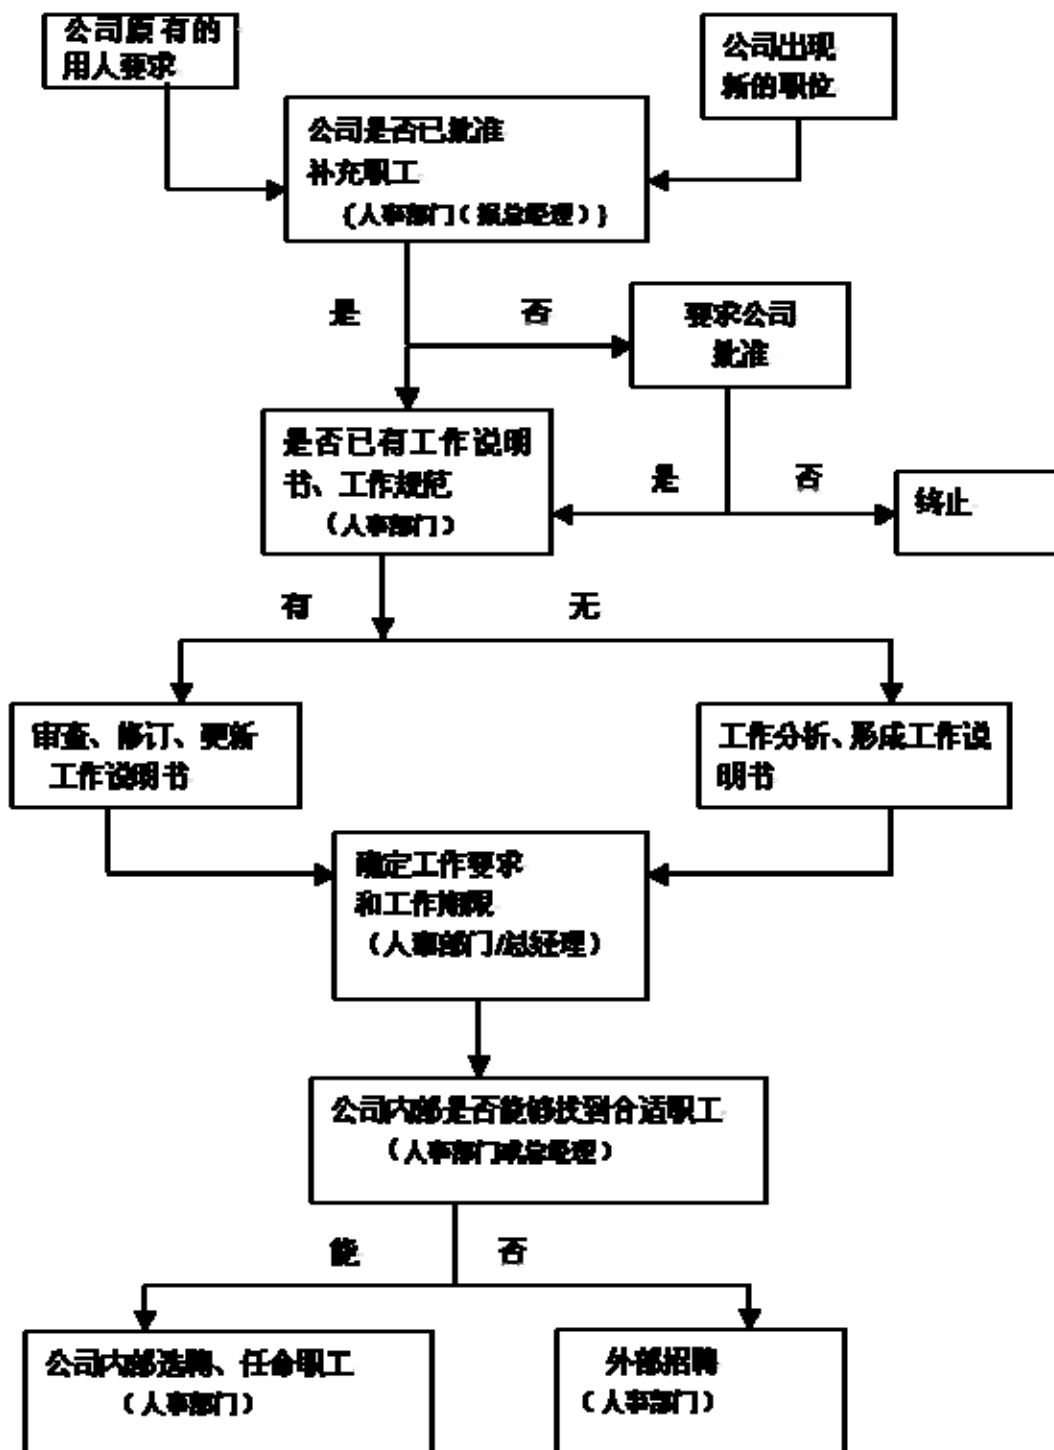 公司原有的
用人要求
公司出现
新的职位
公司是否已批准
补充职工
{人事部门（报总经理）}
是
否
要求公司
批准
是否已有工作说明
书、工作规范
（人事部门）
是
否
终止
有
无
审查、修订、更新
工作说明书
工作分析、形成工作说
明书
确定工作要求
和工作期限
（人事部门/总经理）
公司内部是否能够找到合适职工
（人事部门或总经理）
能
否
公司内部选聘、任命职工
（人事部门）
外部招聘
（人事部门）